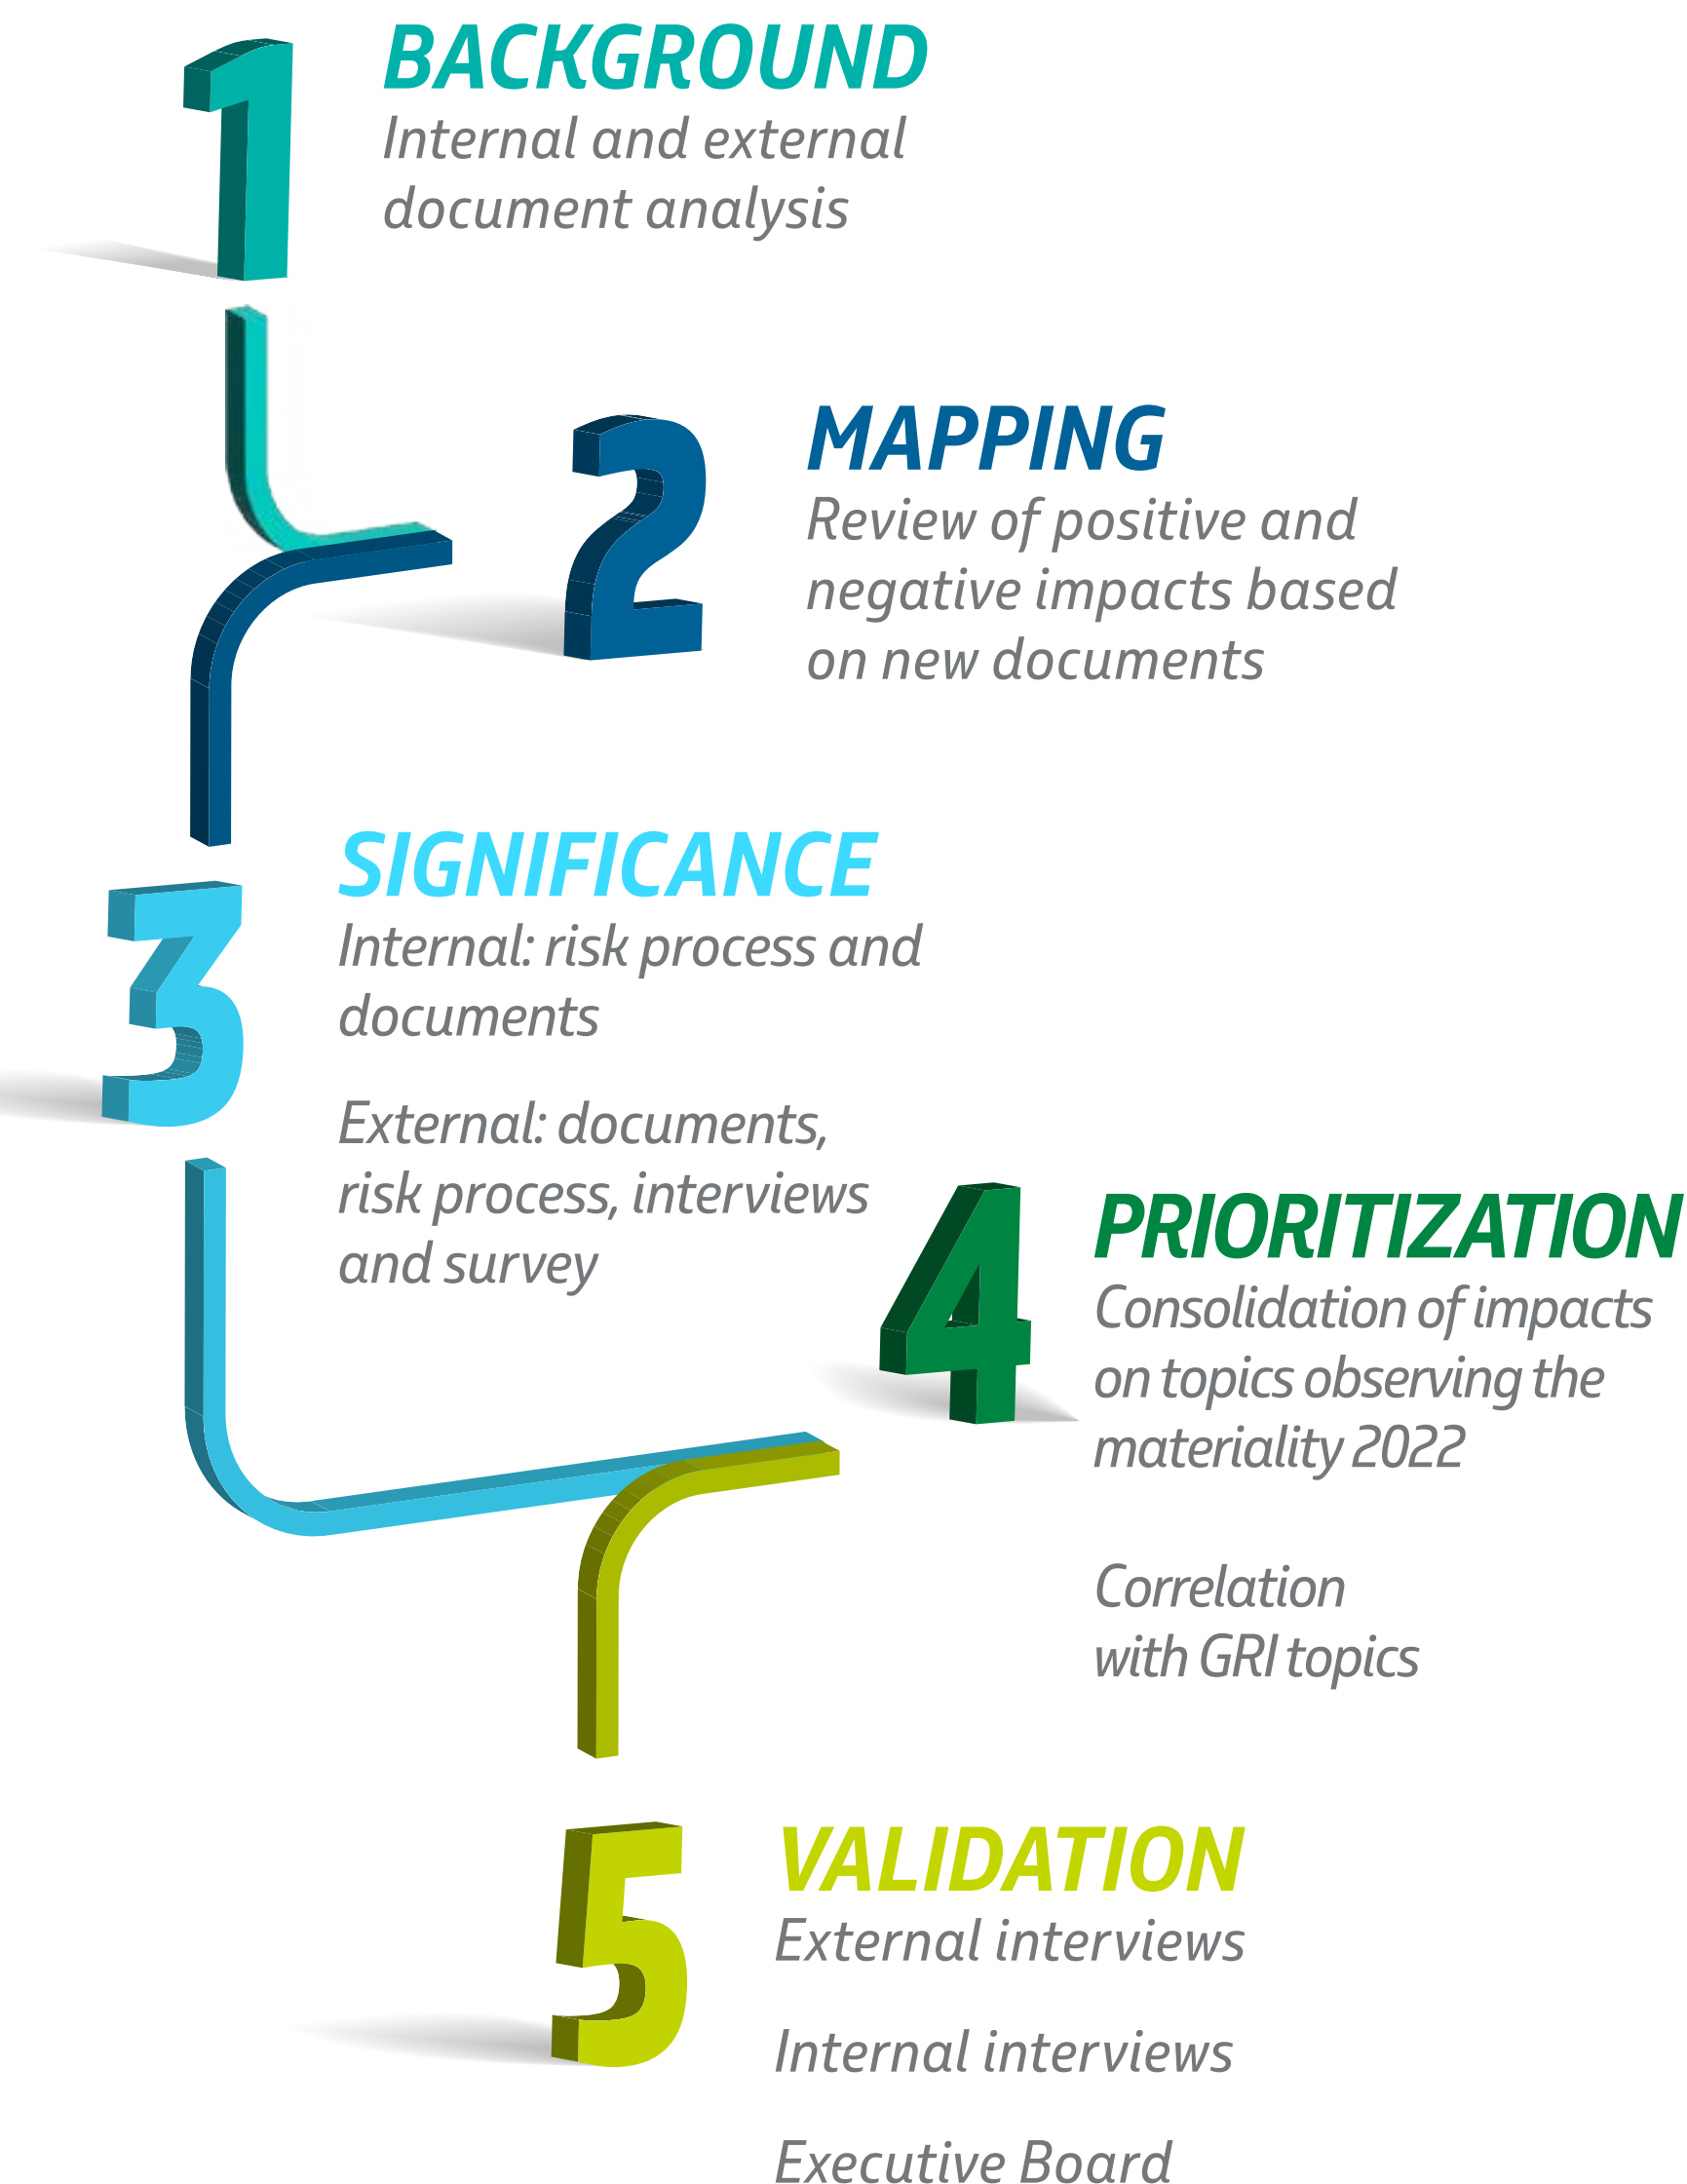 1
BACKGROUND
Internal and external
document analysis
2
MAPPING
Review of positive and
negative impacts based
on new documents
3
SIGNIFICANCE
Internal: risk process and
documents
External: documents,
risk process, interviews
and survey
4
PRIORITIZATION
Consolidation of impacts
on topics observing the
materiality 2022
Correlation
with GRI topics
5
VALIDATION
External interviews
Internal interviews
Executive Board